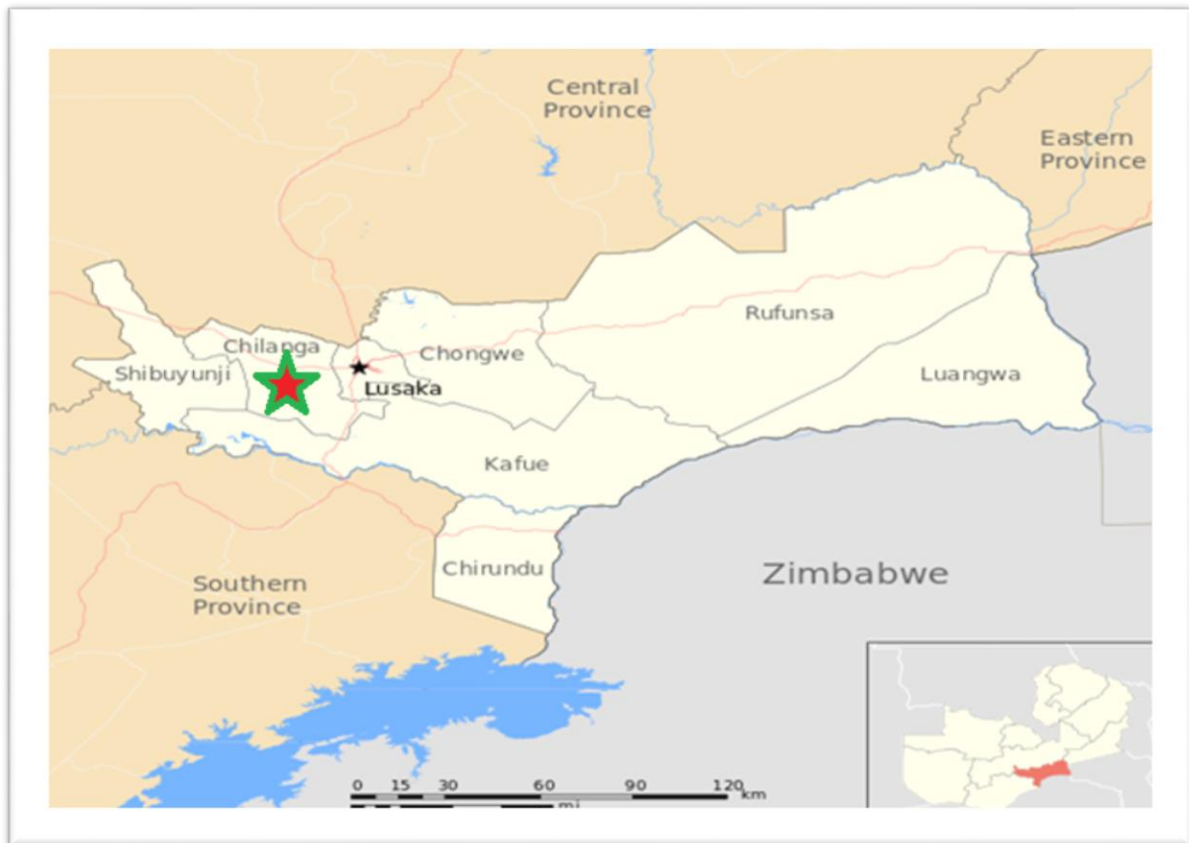 Central
Province
Eastern
Province
Rufunsa
Chilanga
Chongwe
Shibuyunji
Luangwa
Lusaka
Kafue
Chirundu
Zimbabwe
Southern
Province
0 15 30 60 90 120 km
mi